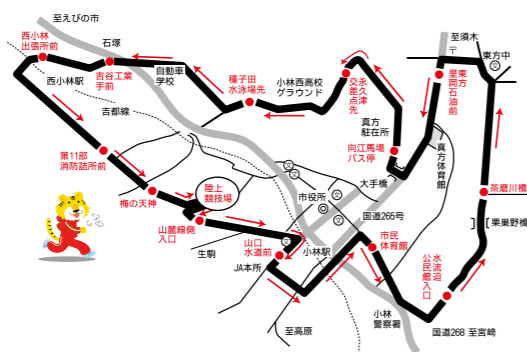 至えびの市
石塚
西小林
出張所前
吉谷工業
手前
自動車
学校
種子田
水泳場先
小林西高校
グラウンド
永久津
交差点先
至須木
〒
東方中
文
東方
里岡石油前
西小林駅
吉都線
真方
駐在所
向江馬場
バス停
真方体育館
第11部
消防詰所前
梅の天神
陸上
競技場
文
文
市役所
大手橋
国道265号
茶磨川橋
栗巣野橋
山麓線側
入口
生駒
山口
水道前
文
JA本所
小林駅
市民
体育館
水流迫
公民館入口
至高原
小林
警察署
国道268 至宮崎